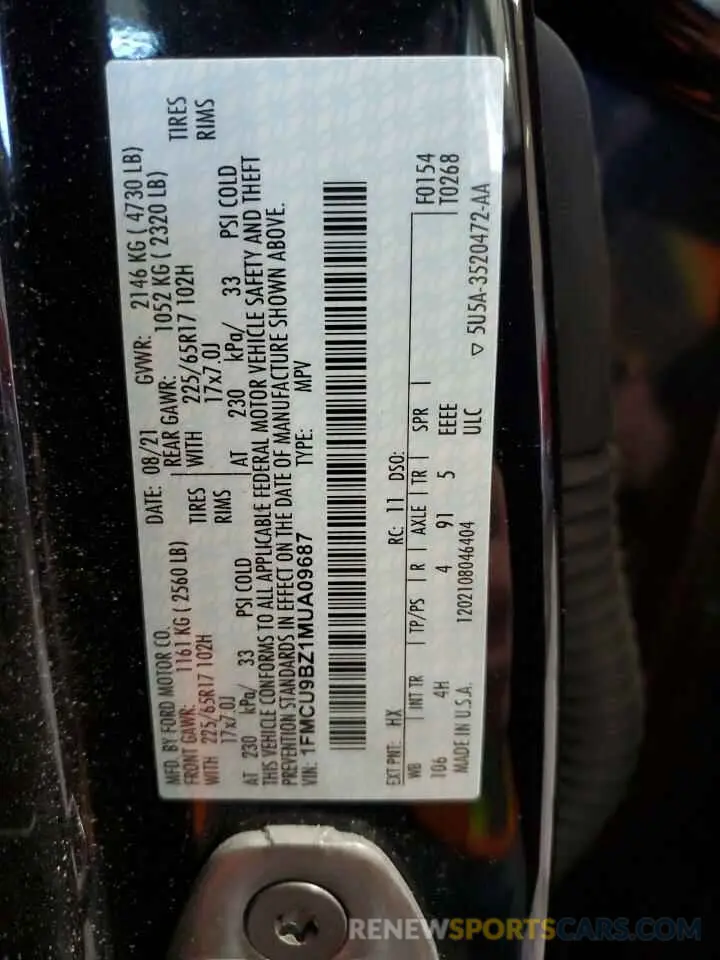 MFD. BY FORD MOTOR CO.
DATE: 08/21 GVWR: 2146 KG ( 4730 LB)
FRONT GAWR: 1161 KG ( 2560 LB) REAR GAWR: 1052 KG ( 2320 LB)
WITH 225/65R17 102H TIRES WITH 225/65R17 102H TIRES
17x7.0J RIMS 17x7.0J RIMS
AT 230 kPa/ 33 PSI COLD AT 230 kPa/ 33 PSI COLD
THIS VEHICLE CONFORMS TO ALL APPLICABLE FEDERAL MOTOR VEHICLE SAFETY AND THEFT
PREVENTION STANDARDS IN EFFECT ON THE DATE OF MANUFACTURE SHOWN ABOVE.
VIN: 1FMCU9BZ1MUA09687 TYPE: MPV
EXT PNT: HX RC: 11 DSO: F0154
WB INT TR TP/PS R AXLE TR SPR T0268
106 4H 4 91 5 EEEE
MADE IN U.S.A. 1202108046404 ULC ▽ 5U5A-3520472-AA
RENEWSPORTSCARS.COM